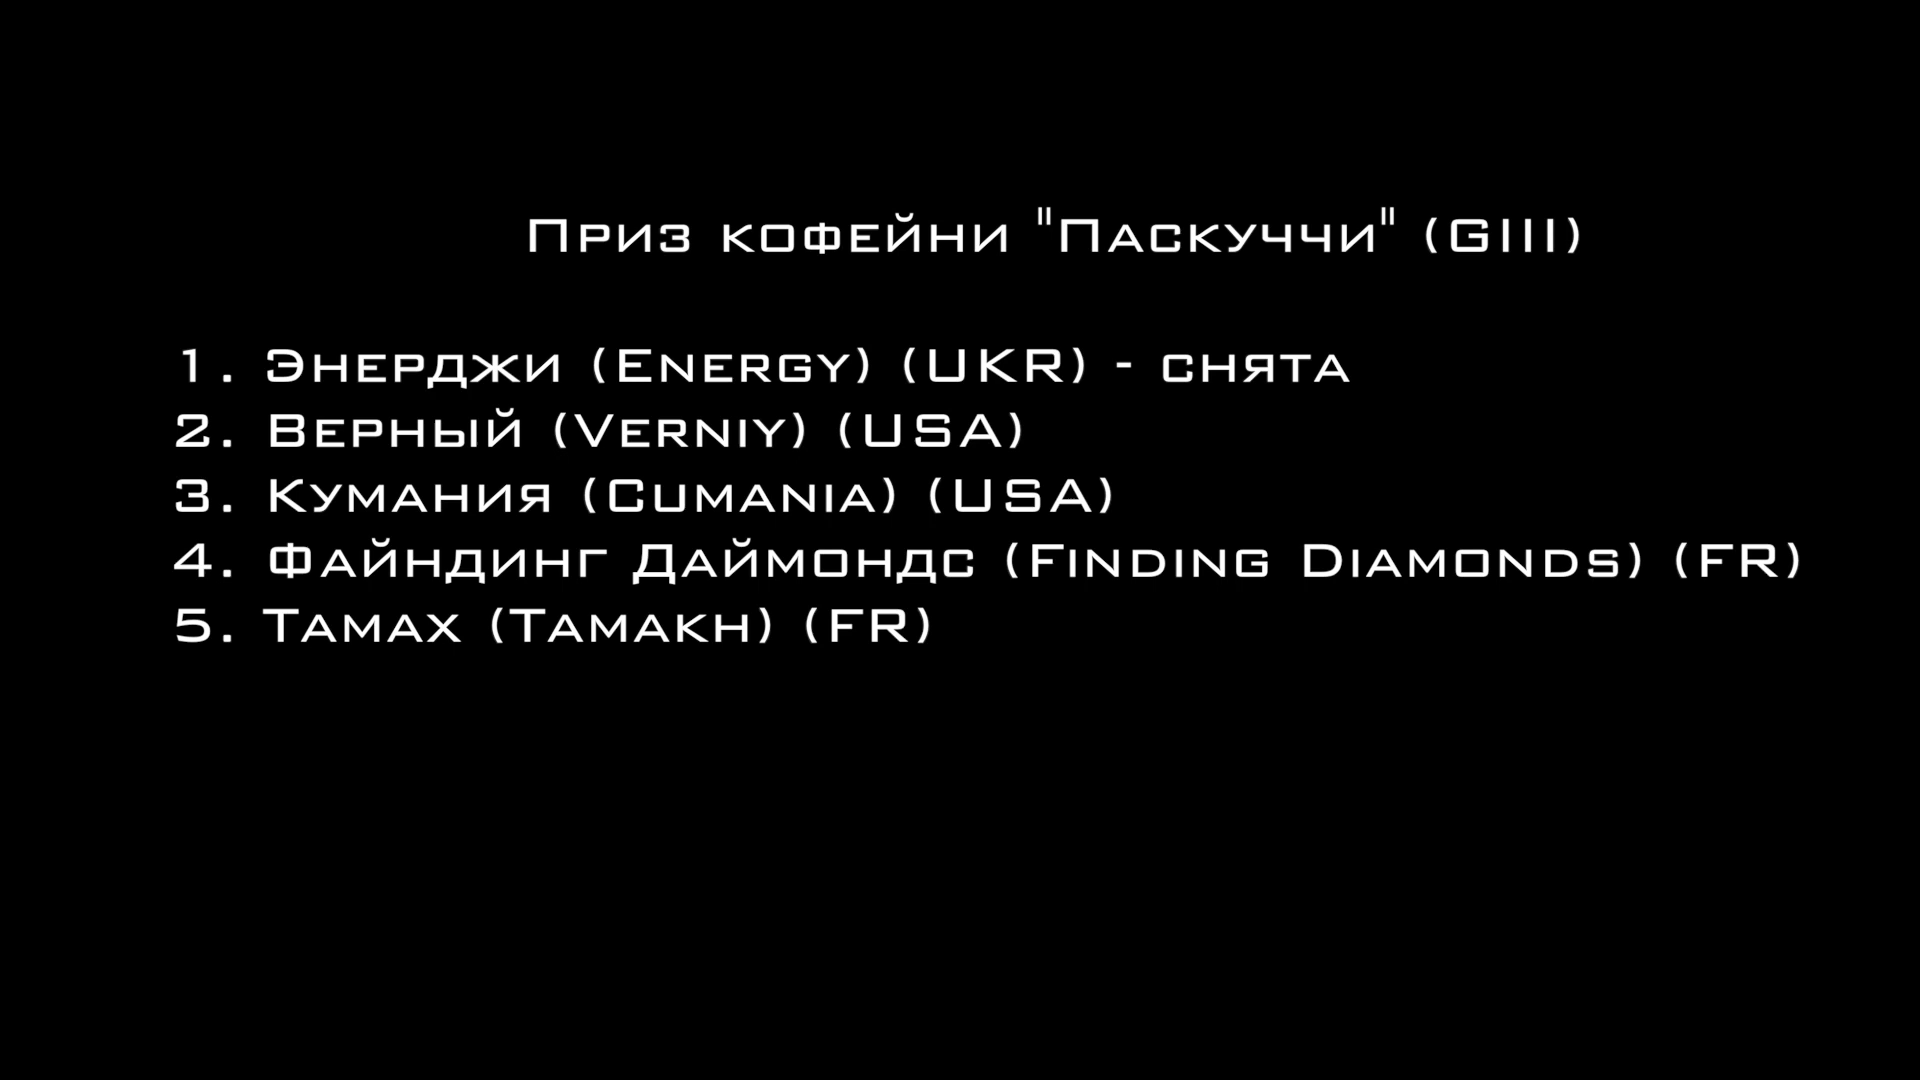 Приз кофейни "Паскуччи" (GIII)
1. Энерджи (Energy) (UKR) - снята
2. Верный (Verniy) (USA)
3. Кумания (Cumania) (USA)
4. Файндинг Даймондс (Finding Diamonds) (FR)
5. Тамах (Tamakh) (FR)